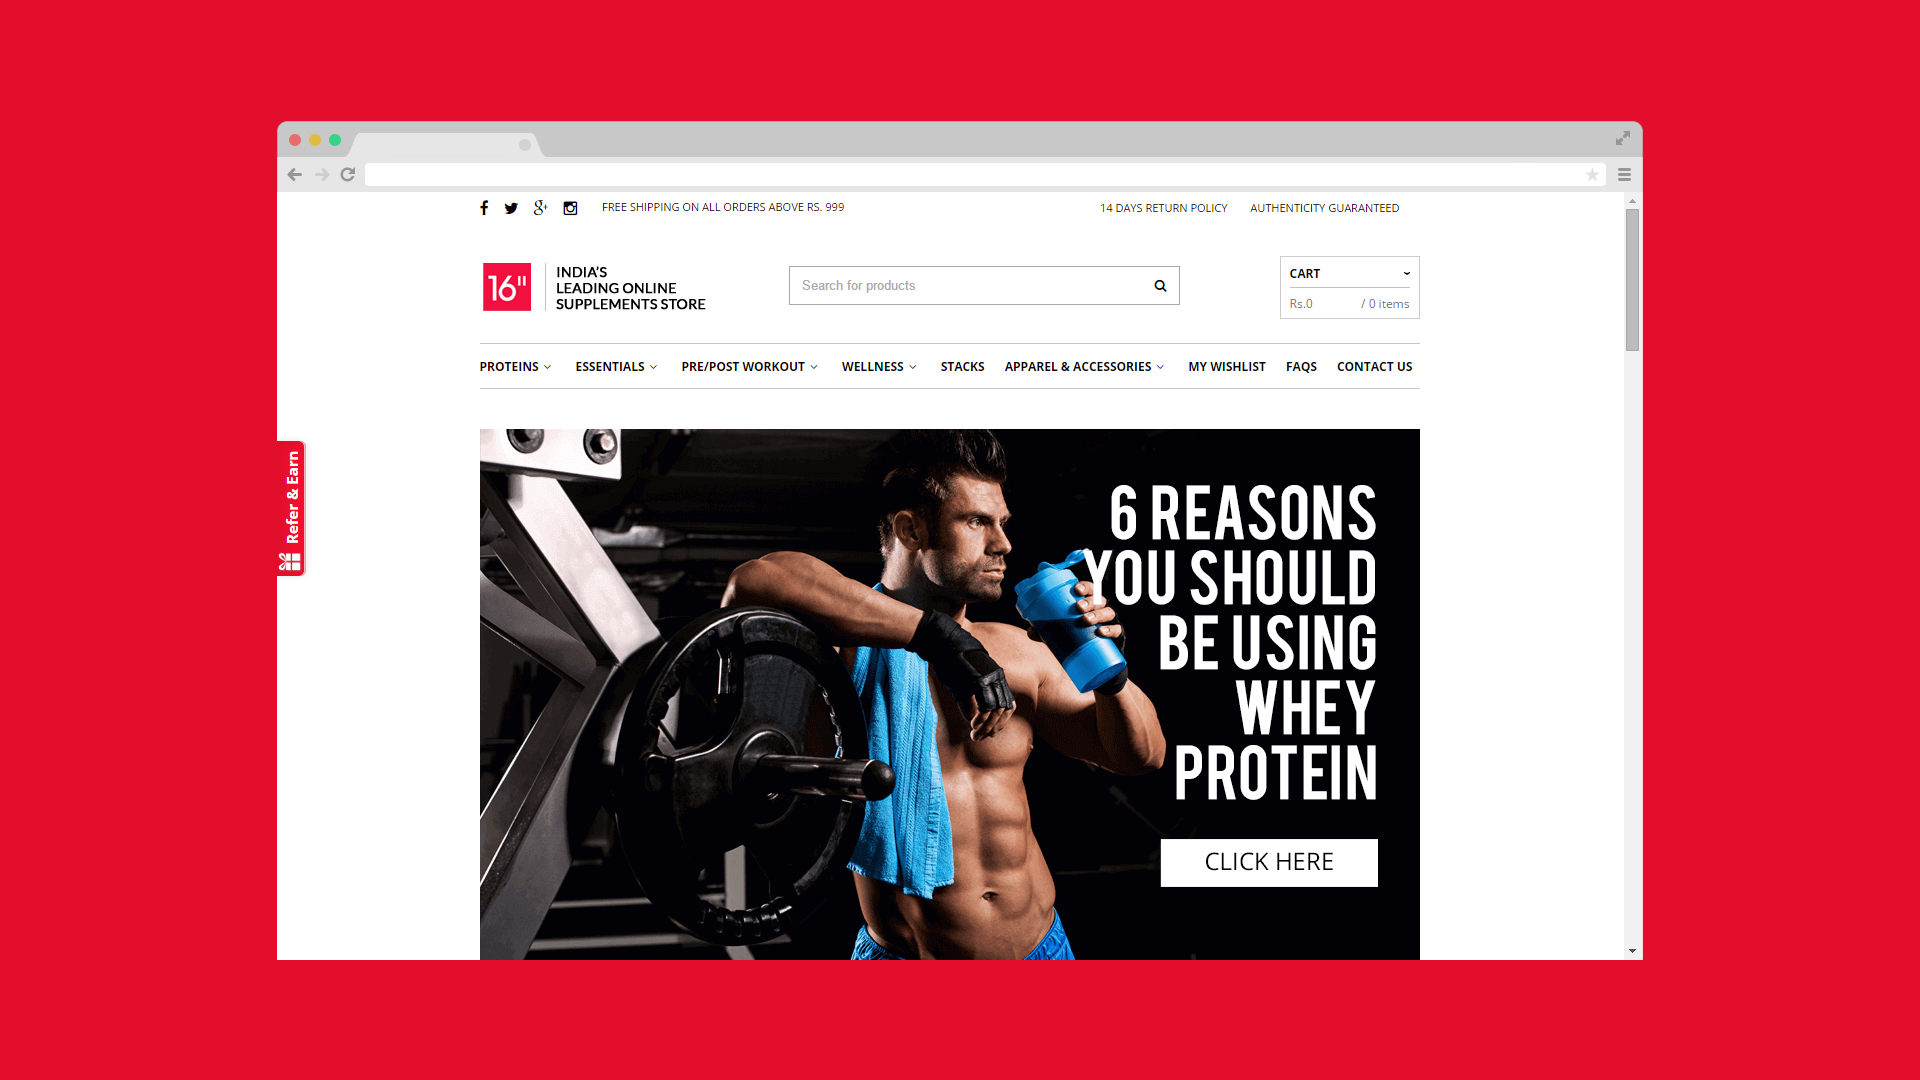 FREE SHIPPING ON ALL ORDERS ABOVE RS. 999
14 DAYS RETURN POLICY
AUTHENTICITY GUARANTEED
16"
INDIA'S
LEADING ONLINE
SUPPLEMENTS STORE
Search for products
CART
Rs.0 / 0 items
PROTEINS ESSENTIALS PRE/POST WORKOUT WELLNESS STACKS APPAREL & ACCESSORIES MY WISHLIST FAQS CONTACT US
Refer & Earn
6 REASONS
YOU SHOULD
BE USING
WHEY
PROTEIN
CLICK HERE